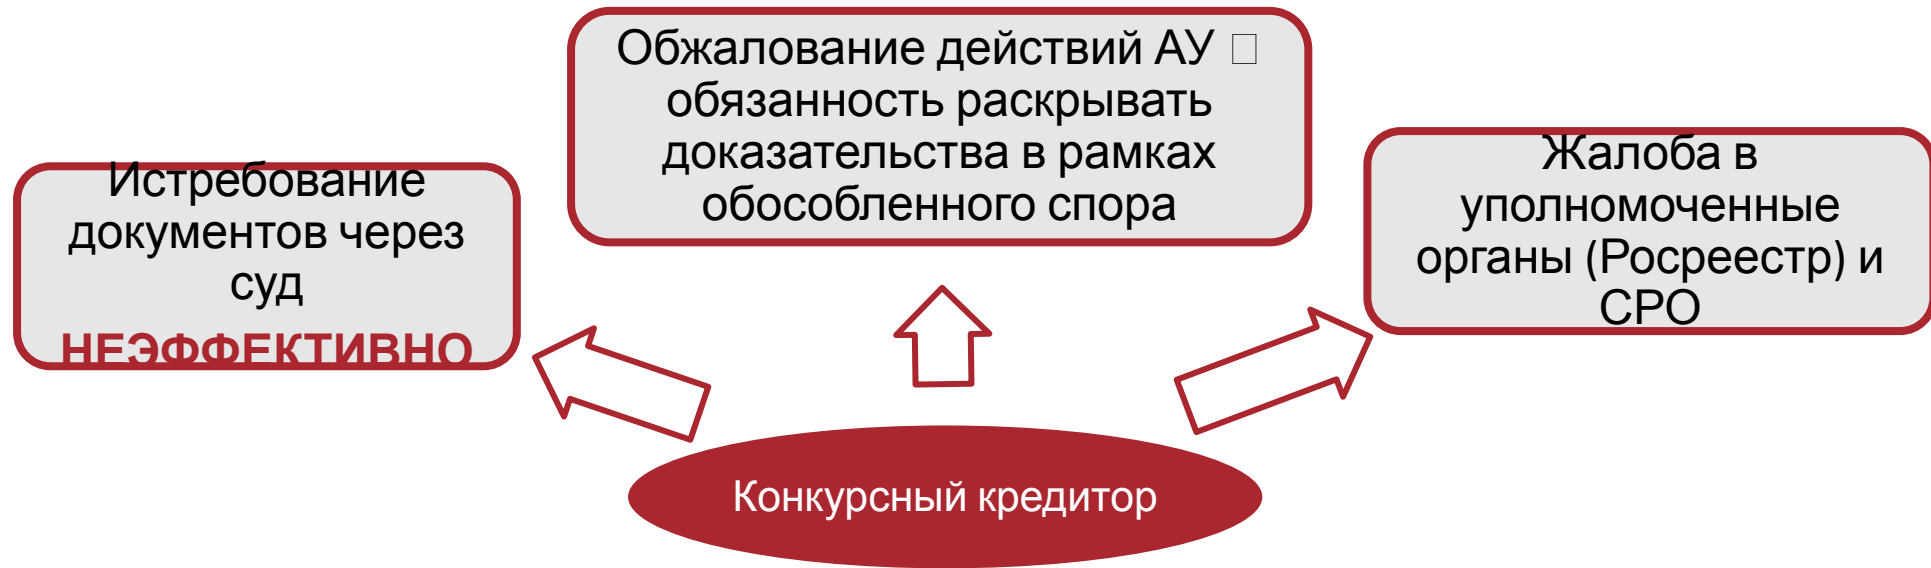 Обжалование действий АУ □
обязанность раскрывать
доказательства в рамках
обособленного спора
Истребование
документов через
суд
НЕЭФФЕКТИВНО
Жалоба в
уполномоченные
органы (Росреестр) и
СРО
Конкурсный кредитор